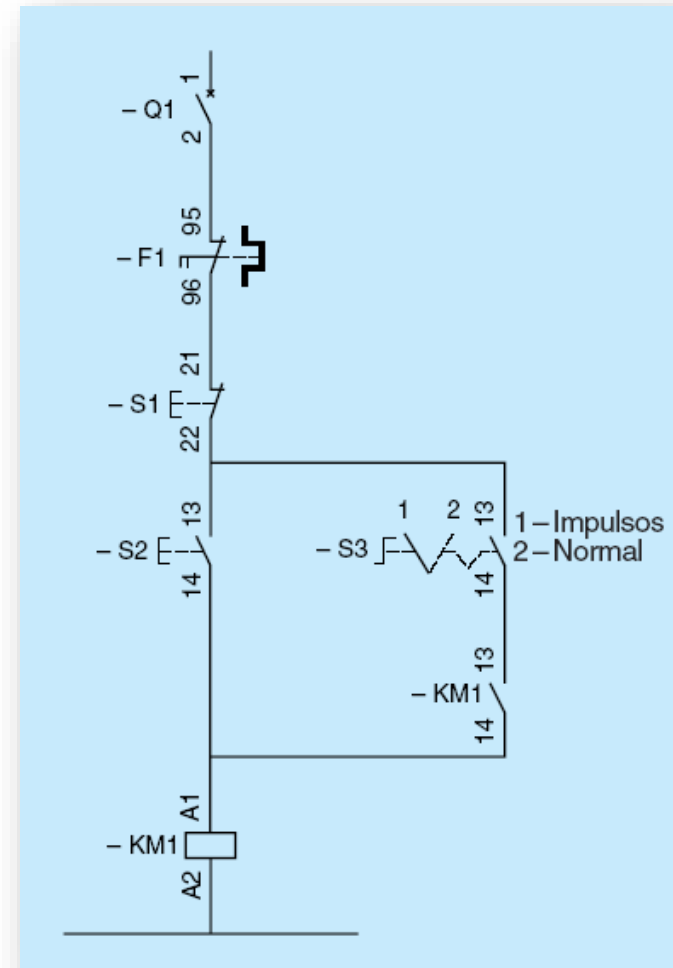 1
– Q1
2
95
– F1
96
21
– S1
22
13
– S2
14
1 2 13
– S3
14
1 – Impulsos
2 – Normal
13
– KM1
14
A1
– KM1
A2